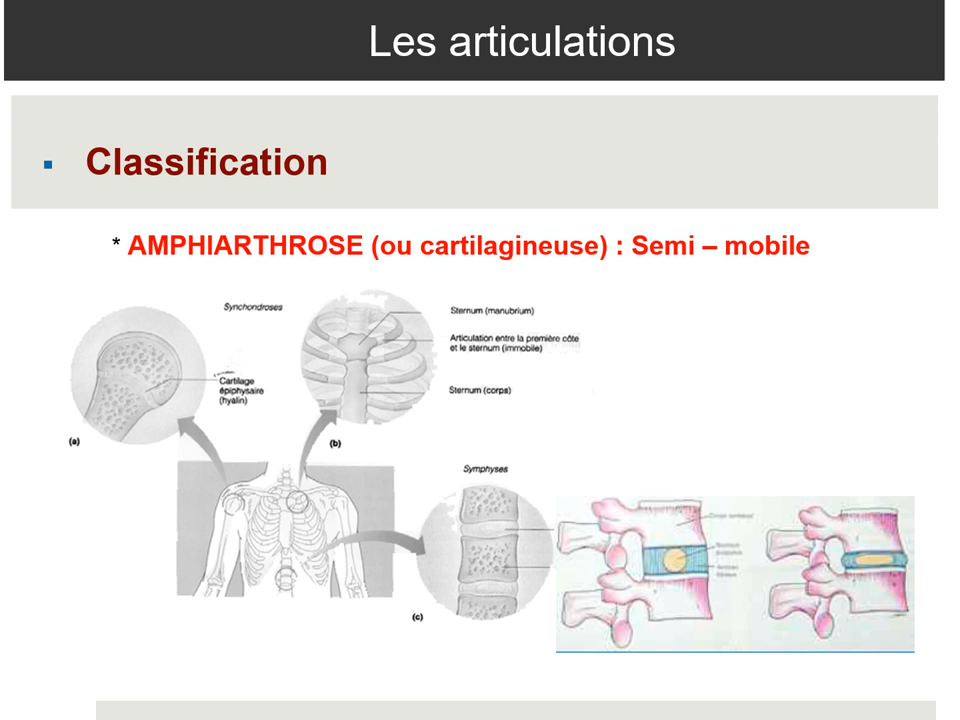 Les articulations
▪ Classification
* AMPHIARTHROSE (ou cartilagineuse) : Semi – mobile
Synchondroses
Cartilage
épiphysaire
(hyalin)
(a)
Sternum (manubrium)
Articulation entre la première côte
et le sternum (immobile)
Sternum (corps)
(b)
Symphyses
(c)